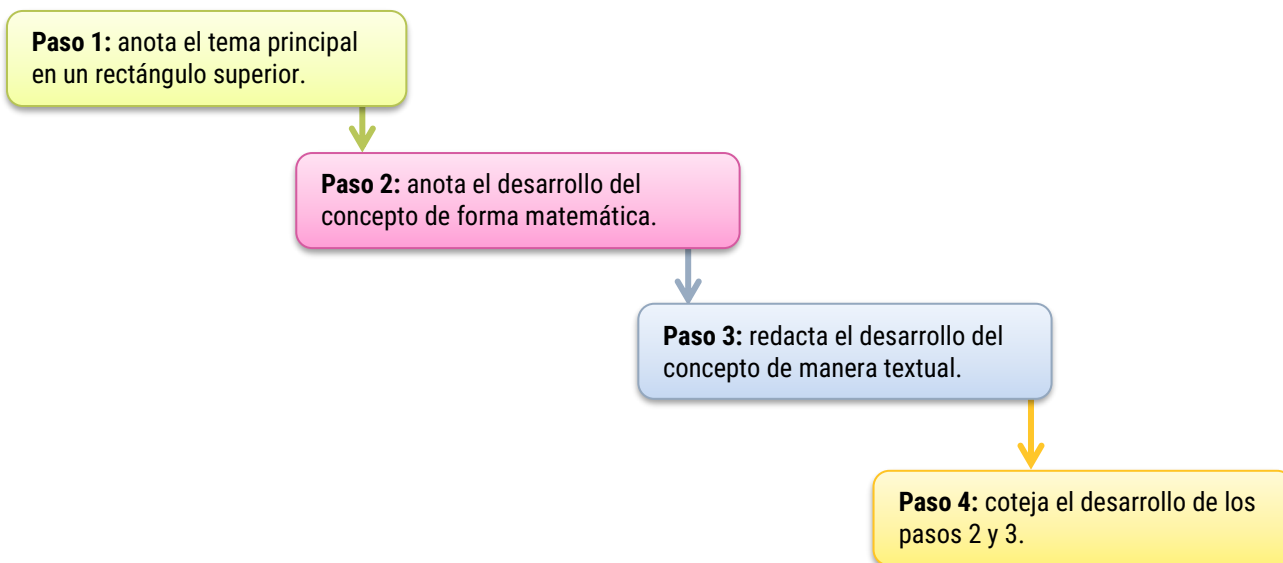 Paso 1: anota el tema principal
en un rectángulo superior.
Paso 2: anota el desarrollo del
concepto de forma matemática.
Paso 3: redacta el desarrollo del
concepto de manera textual.
Paso 4: coteja el desarrollo de los
pasos 2 y 3.